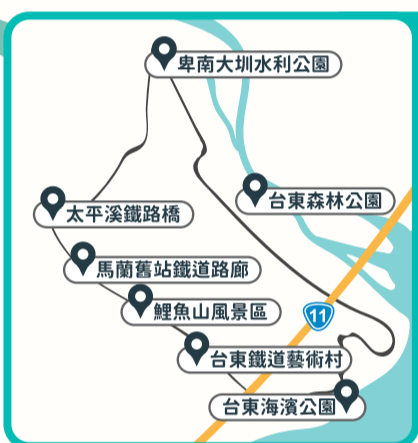 卑南大圳水利公園
台東森林公園
太平溪鐵路橋
馬蘭舊站鐵道路廊
鯉魚山風景區
11
台東鐵道藝術村
台東海濱公園